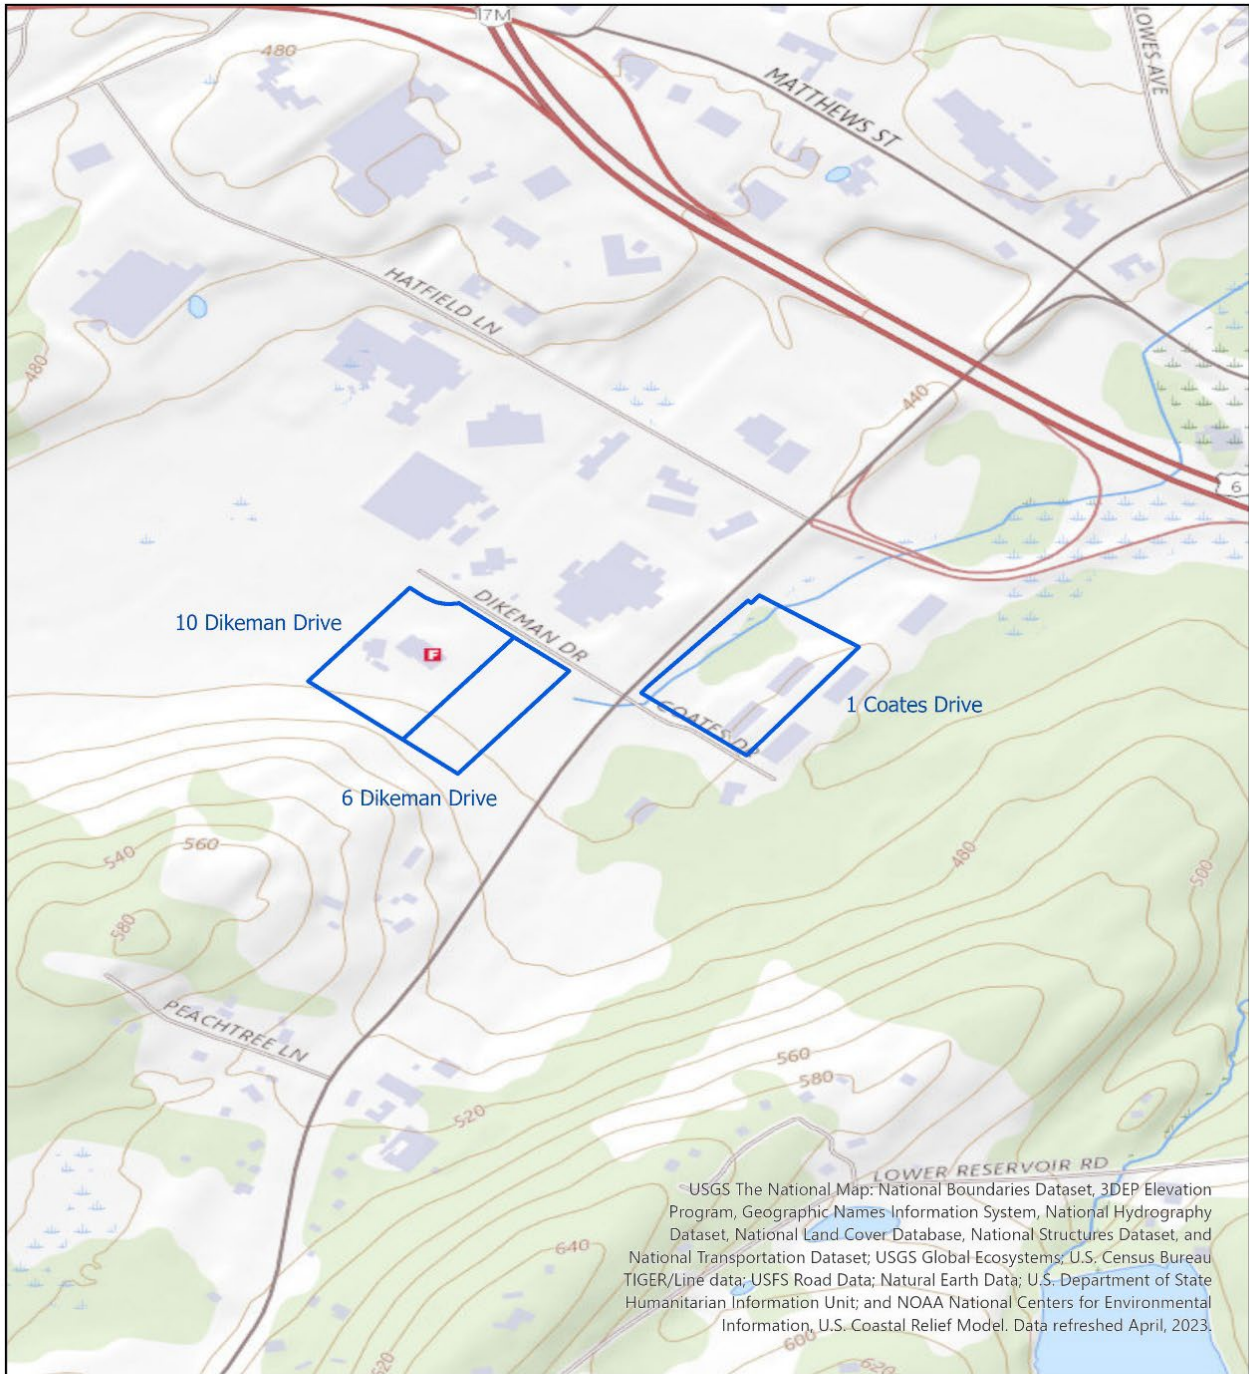 17M
LOWES AVE
480
MATTHEWS ST
HATFIELD LN
480
440
6
DIKEMAN DR
10 Dikeman Drive
F
COATES DR
1 Coates Drive
6 Dikeman Drive
540
560
480
500
580
PEACHTREE LN
560
580
520
LOWER RESERVOIR RD
USGS The National Map: National Boundaries Dataset, 3DEP Elevation
Program, Geographic Names Information System, National Hydrography
Dataset, National Land Cover Database, National Structures Dataset, and
National Transportation Dataset; USGS Global Ecosystems; U.S. Census Bureau
TIGER/Line data; USFS Road Data; Natural Earth Data; U.S. Department of State
Humanitarian Information Unit; and NOAA National Centers for Environmental
Information, U.S. Coastal Relief Model. Data refreshed April, 2023.
640
600
620
620